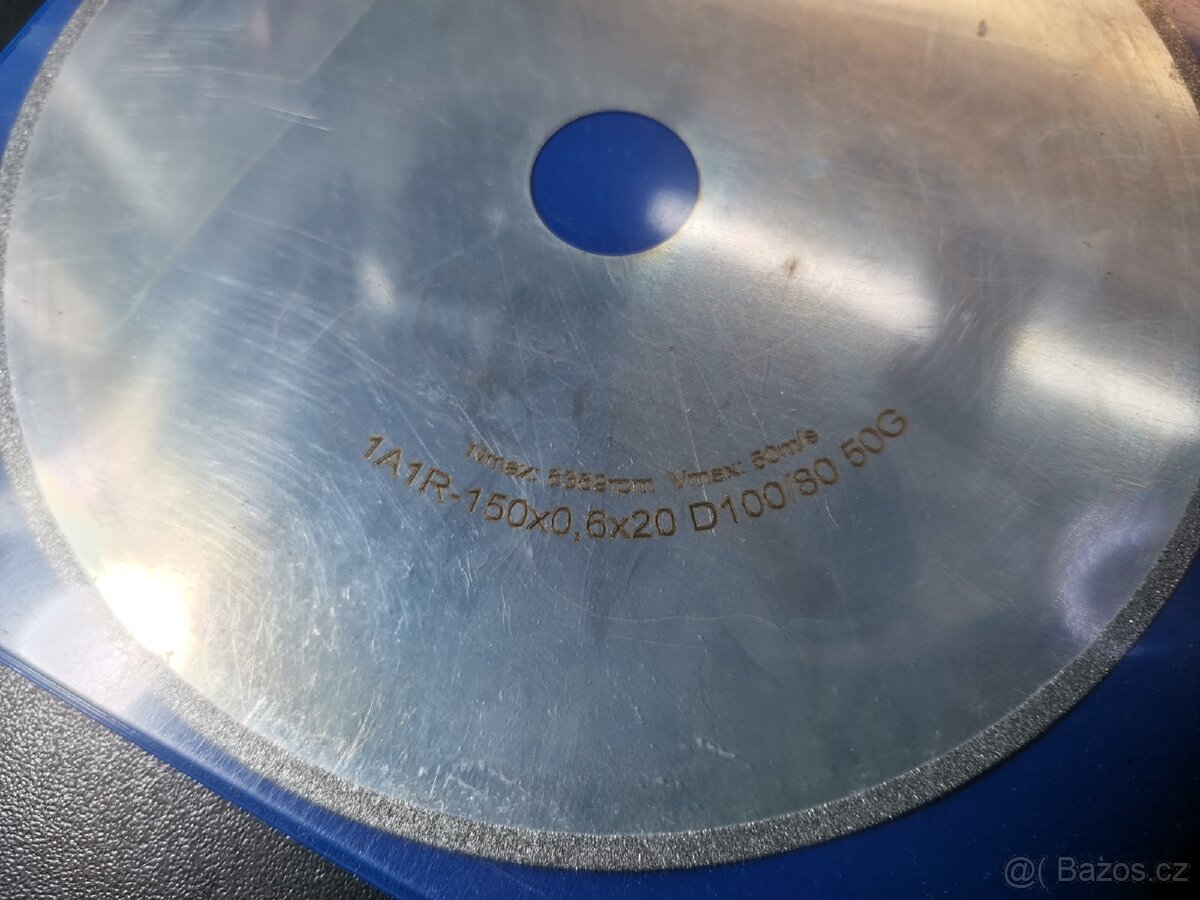 Nmax: 6369rpm Vmax: 50m/s
1A1R-150x0,6x20 D100/80 50G
@( Bazos.cz